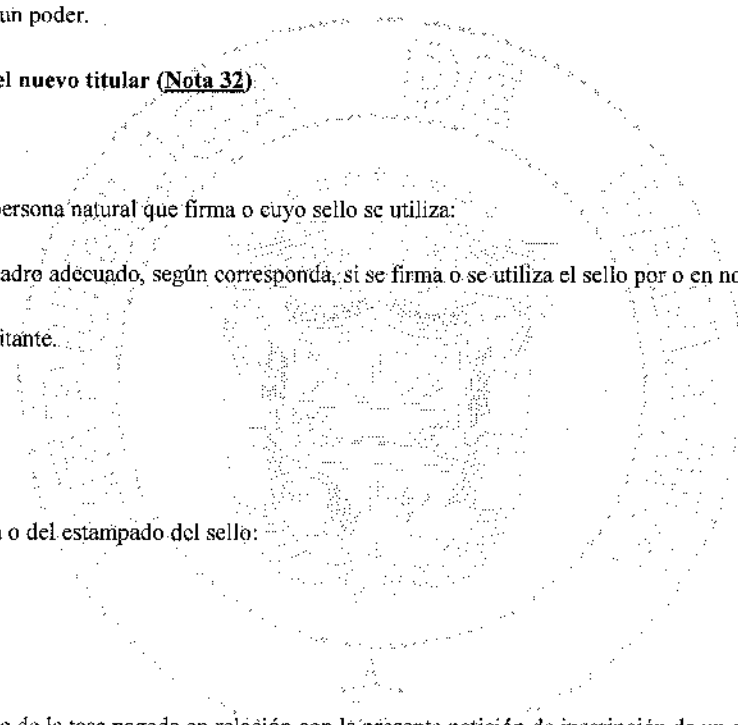 un poder.
el nuevo titular (Nota 32)
persona natural que firma o cuyo sello se utiliza:
adro adecuado, según corresponda, si se firma o se utiliza el sello por o en no
itante.
o del estampado del sello:
de la tasa pagada en relación con la presente petición de inscripción de un